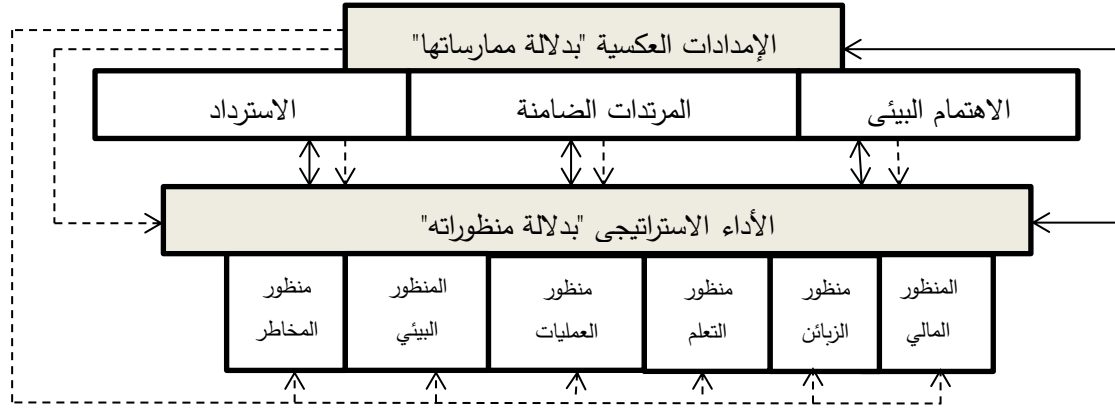 الإمدادات العكسية "بدلالة ممارساتها"
الاهتمام البيئى
المرتدات الضامنة
الاسترداد
الأداء الاستراتيجى "بدلالة منظوراته"
المنظور
المالي
منظور
الزبائن
منظور
التعلم
منظور
العمليات
المنظور
البيئي
منظور
المخاطر